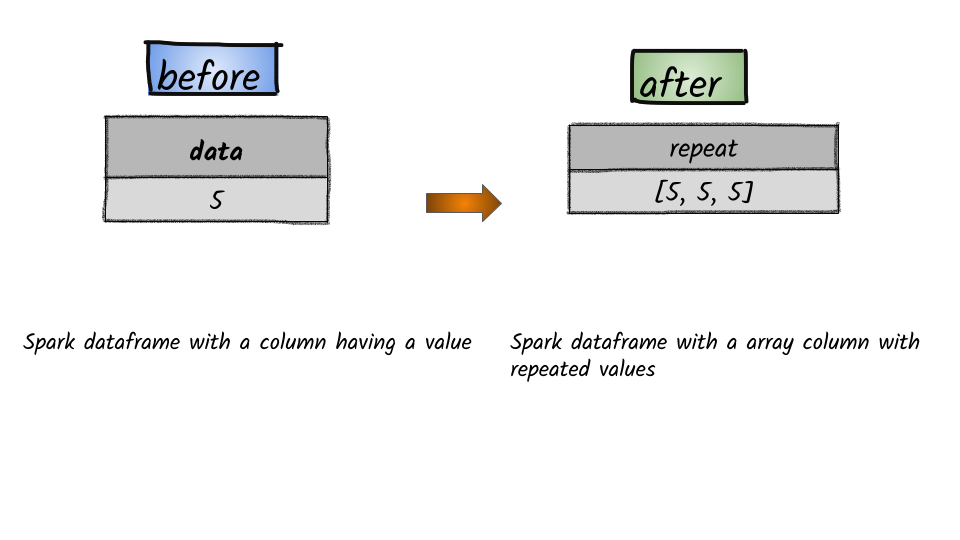 before
after
data
5
repeat
[5, 5, 5]
Spark dataframe with a column having a value
Spark dataframe with a array column with
repeated values